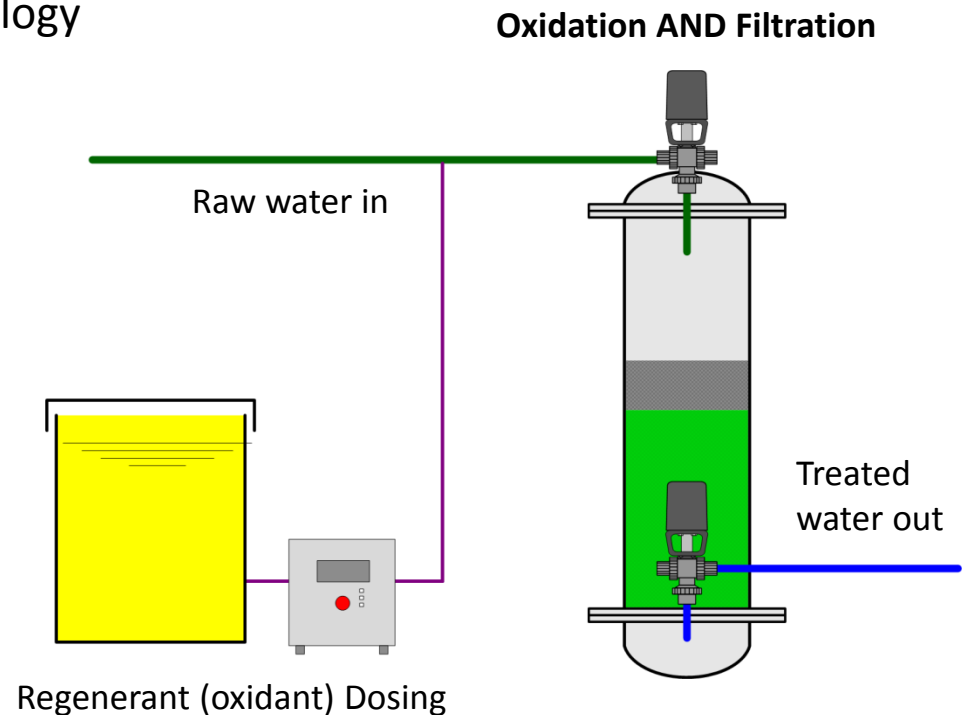 logy
Oxidation AND Filtration
Raw water in
Treated
water out
Regenerant (oxidant) Dosing